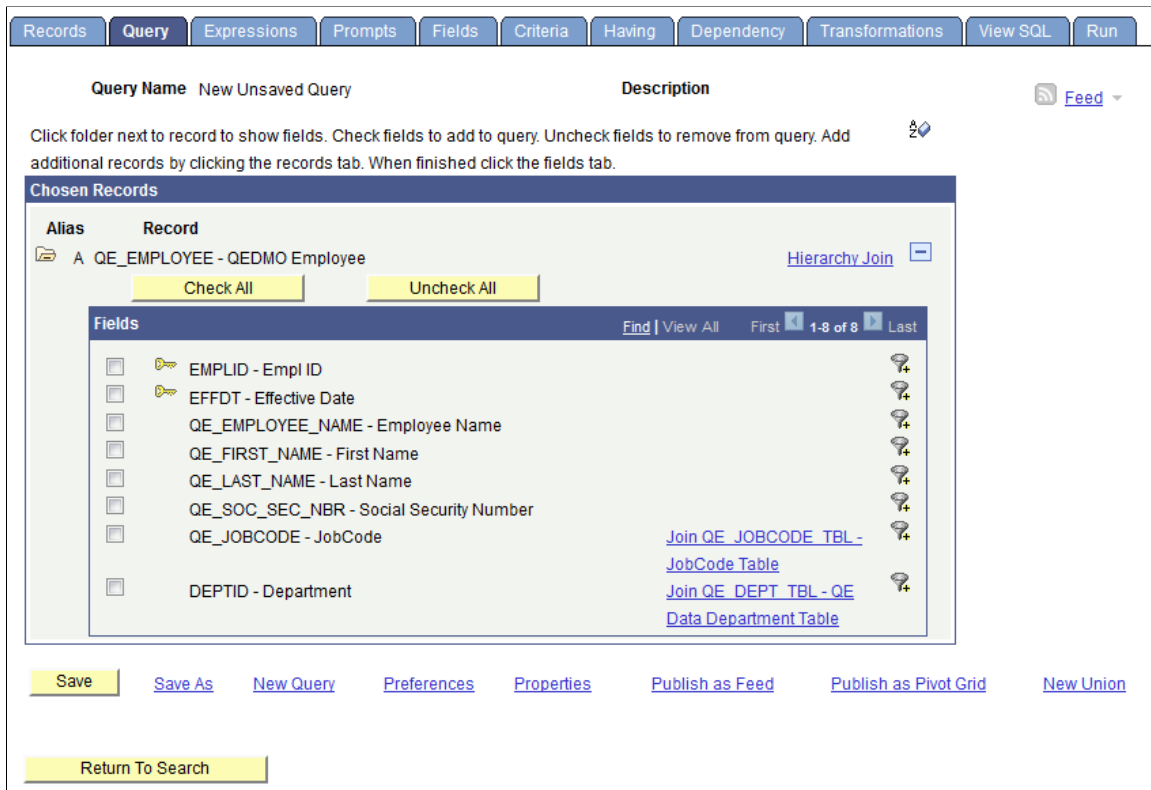 Records Query Expressions Prompts Fields Criteria Having Dependency Transformations View SQL Run
Query Name New Unsaved Query Description
Feed
Click folder next to record to show fields. Check fields to add to query. Uncheck fields to remove from query. Add
additional records by clicking the records tab. When finished click the fields tab.
Chosen Records
Alias Record
A QE_EMPLOYEE - QEDMO Employee Hierarchy Join
Check All Uncheck All
Fields Find | View All First 1-8 of 8 Last
EMPLID - Empl ID
EFFDT - Effective Date
QE_EMPLOYEE_NAME - Employee Name
QE_FIRST_NAME - First Name
QE_LAST_NAME - Last Name
QE_SOC_SEC_NBR - Social Security Number
QE_JOBCODE - JobCode Join QE_JOBCODE_TBL -
JobCode Table
DEPTID - Department Join QE_DEPT_TBL - QE
Data Department Table
Save Save As New Query Preferences Properties Publish as Feed Publish as Pivot Grid New Union
Return To Search